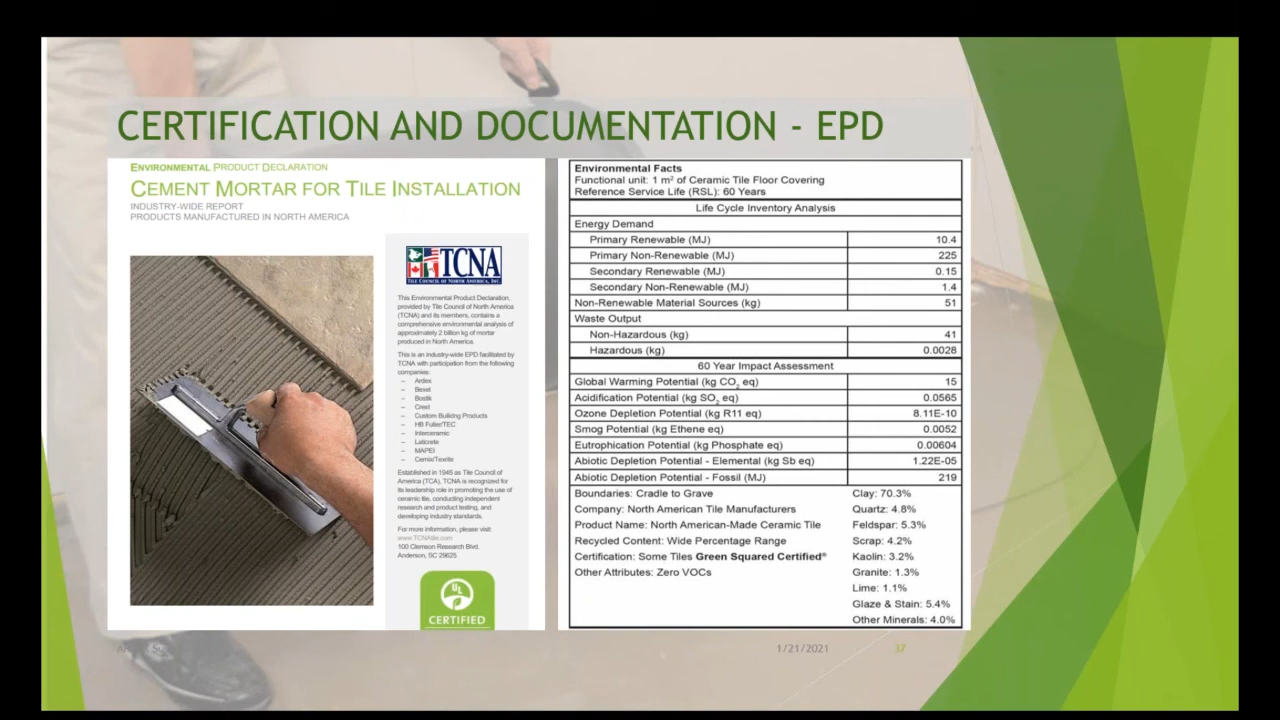 CERTIFICATION AND DOCUMENTATION - EPD
ENVIRONMENTAL PRODUCT DECLARATION
CEMENT MORTAR FOR TILE INSTALLATION
INDUSTRY-WIDE REPORT
PRODUCTS MANUFACTURED IN NORTH AMERICA
TCNA
TILE COUNCIL OF NORTH AMERICA, INC.
This Environmental Product Declaration,
provided by Tile Council of North America
(TCNA) and its members, contains a
comprehensive environmental analysis of
approximately 2 billion kg of mortar
produced in North America.
This is an industry-wide EPD facilitated by
TCNA with participation from the following
companies:
– Ardex
– Bexel
– Bostik
– Crest
– Custom Building Products
– HB Fuller/TEC
– Interceramic
– Laticrete
– MAPEI
– Cemix/Texrite
Established in 1945 as Tile Council of
America (TCA), TCNA is recognized for
its leadership role in promoting the use of
ceramic tile, conducting independent
research and product testing, and
developing industry standards.
For more information, please visit:
www.TCNAtile.com
100 Clemson Research Blvd.
Anderson, SC 29625
UL
CERTIFIED
Environmental Facts
Functional unit: 1 m² of Ceramic Tile Floor Covering
Reference Service Life (RSL): 60 Years
Life Cycle Inventory Analysis
Energy Demand
Primary Renewable (MJ) 10.4
Primary Non-Renewable (MJ) 225
Secondary Renewable (MJ) 0.15
Secondary Non-Renewable (MJ) 1.4
Non-Renewable Material Sources (kg) 51
Waste Output
Non-Hazardous (kg) 41
Hazardous (kg) 0.0028
60 Year Impact Assessment
Global Warming Potential (kg CO₂ eq) 15
Acidification Potential (kg SO₂ eq) 0.0565
Ozone Depletion Potential (kg R11 eq) 8.11E-10
Smog Potential (kg Ethene eq) 0.0052
Eutrophication Potential (kg Phosphate eq) 0.00604
Abiotic Depletion Potential - Elemental (kg Sb eq) 1.22E-05
Abiotic Depletion Potential - Fossil (MJ) 219
Boundaries: Cradle to Grave Clay: 70.3%
Company: North American Tile Manufacturers Quartz: 4.8%
Product Name: North American-Made Ceramic Tile Feldspar: 5.3%
Recycled Content: Wide Percentage Range Scrap: 4.2%
Certification: Some Tiles Green Squared Certified® Kaolin: 3.2%
Other Attributes: Zero VOCs Granite: 1.3%
Lime: 1.1%
Glaze & Stain: 5.4%
Other Minerals: 4.0%
1/21/2021 37